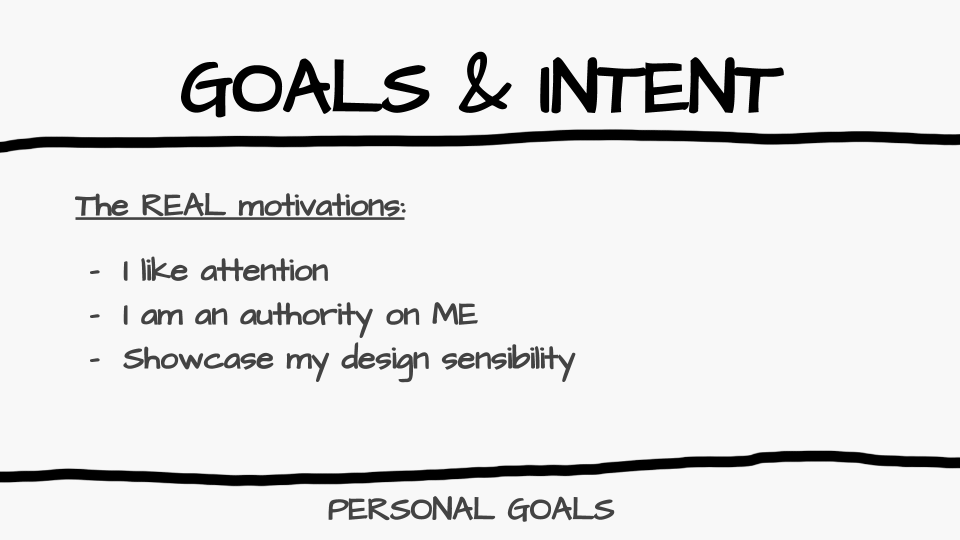 GOALS & INTENT
The REAL motivations:
- I like attention
- I am an authority on ME
- Showcase my design sensibility
PERSONAL GOALS